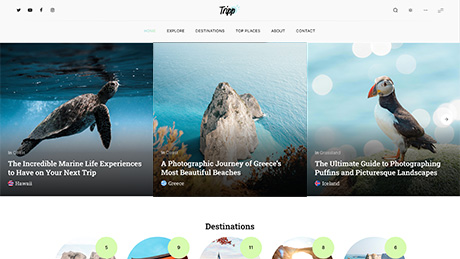 Tripp
HOME EXPLORE DESTINATIONS TOP PLACES ABOUT CONTACT
in Coast
The Incredible Marine Life Experiences
to Have on Your Next Trip
Hawaii
in Coast
A Photographic Journey of Greece's
Most Beautiful Beaches
Greece
in Grassland
The Ultimate Guide to Photographing
Puffins and Picturesque Landscapes
Iceland
Destinations
5 9 11 8 6